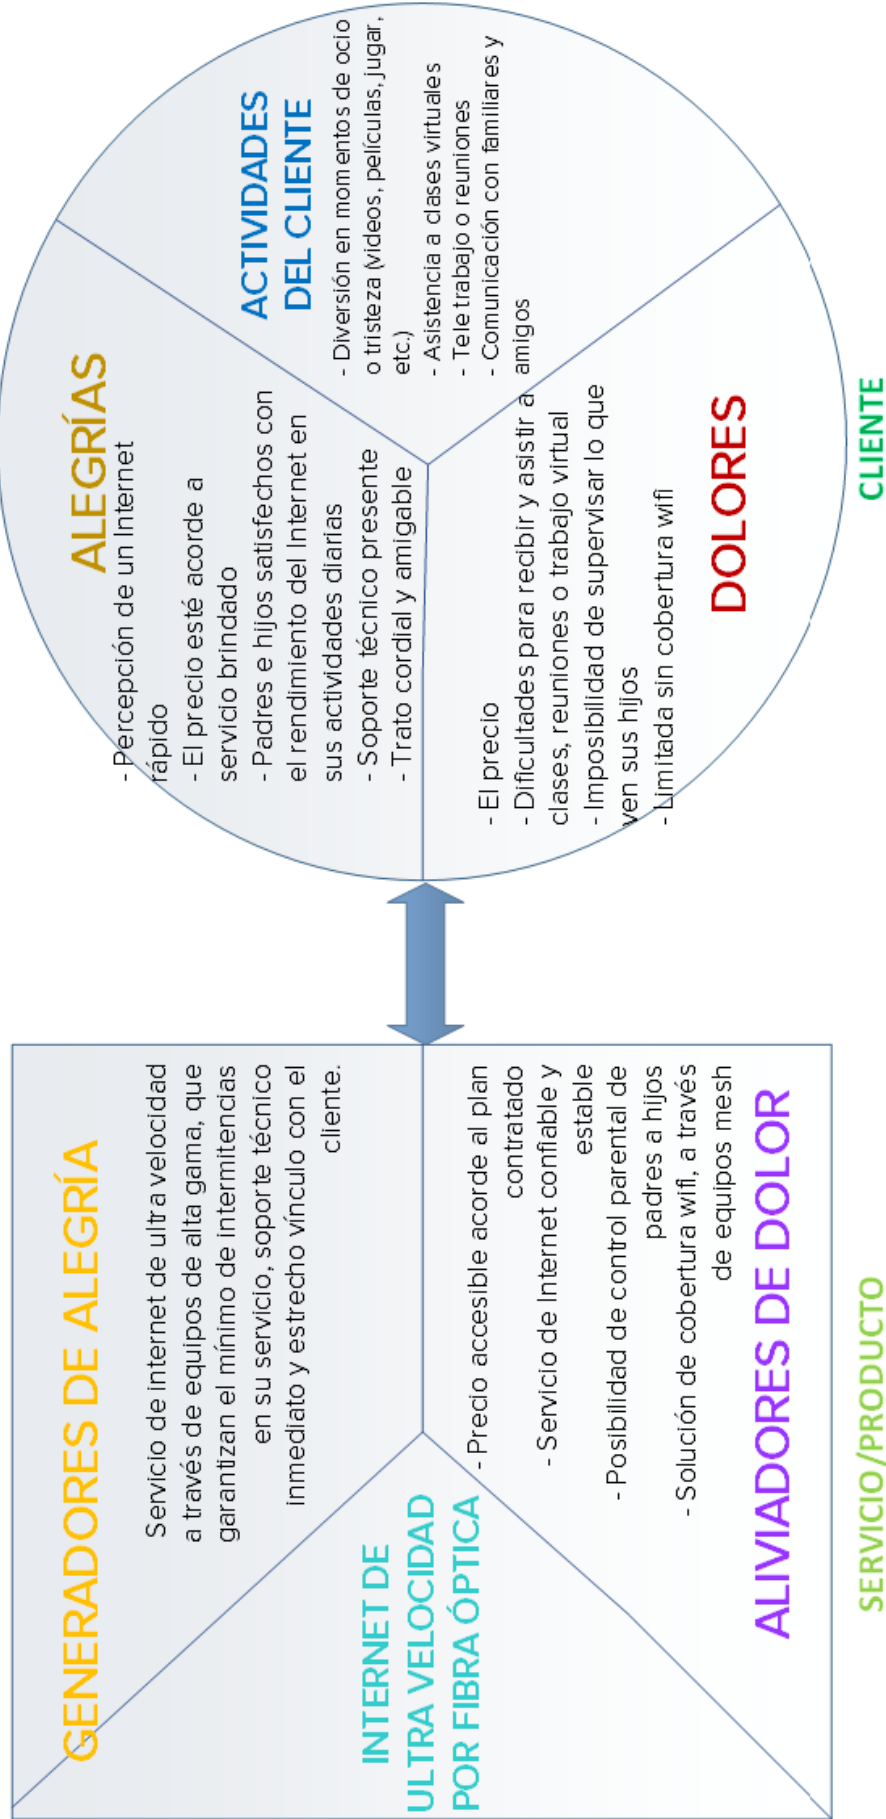 GENERADORES DE ALEGRÍA
Servicio de internet de ultra velocidad
a través de equipos de alta gama, que
garantizan el mínimo de intermitencias
en su servicio, soporte técnico
inmediato y estrecho vínculo con el
cliente.
INTERNET DE
ULTRA VELOCIDAD
POR FIBRA ÓPTICA
- Precio accesible acorde al plan
contratado
- Servicio de Internet confiable y
estable
- Posibilidad de control parental de
padres a hijos
- Solución de cobertura wifi, a través
de equipos mesh
ALIVIADORES DE DOLOR
SERVICIO/PRODUCTO
ALEGRÍAS
- Percepción de un Internet
rápido
- El precio esté acorde a
servicio brindado
- Padres e hijos satisfechos con
el rendimiento del Internet en
sus actividades diarias
- Soporte técnico presente
- Trato cordial y amigable
ACTIVIDADES
DEL CLIENTE
- Diversión en momentos de ocio
o tristeza (videos, películas, jugar,
etc.)
- Asistencia a clases virtuales
- Tele trabajo o reuniones
- Comunicación con familiares y
amigos
- El precio
- Dificultades para recibir y asistir a
clases, reuniones o trabajo virtual
- Imposibilidad de supervisar lo que
ven sus hijos
- Limitada sin cobertura wifi
DOLORES
CLIENTE